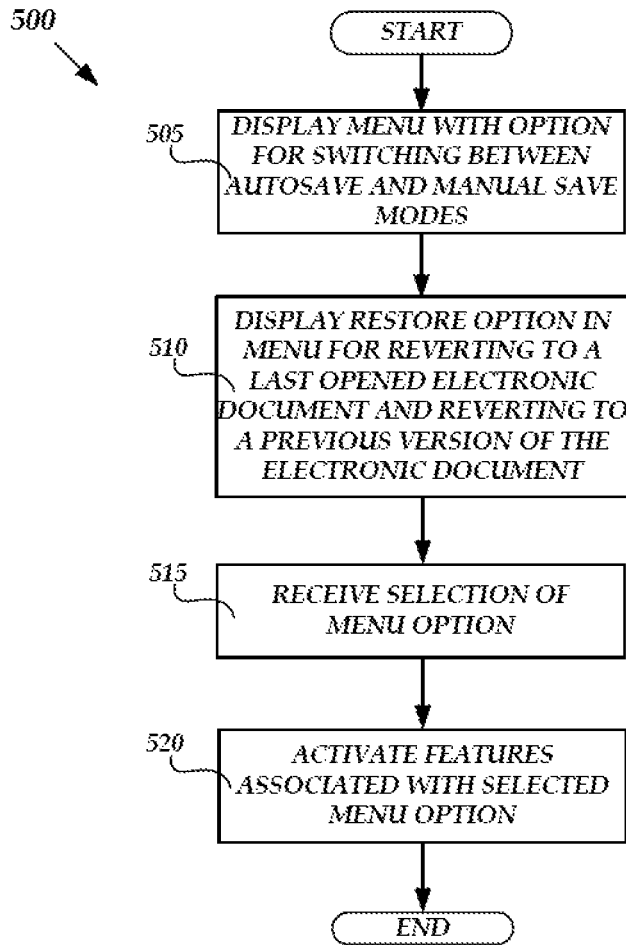 500
START
505
DISPLAY MENU WITH OPTION
FOR SWITCHING BETWEEN
AUTOSAVE AND MANUAL SAVE
MODES
510
DISPLAY RESTORE OPTION IN
MENU FOR REVERTING TO A
LAST OPENED ELECTRONIC
DOCUMENT AND REVERTING TO
A PREVIOUS VERSION OF THE
ELECTRONIC DOCUMENT
515
RECEIVE SELECTION OF
MENU OPTION
520
ACTIVATE FEATURES
ASSOCIATED WITH SELECTED
MENU OPTION
END